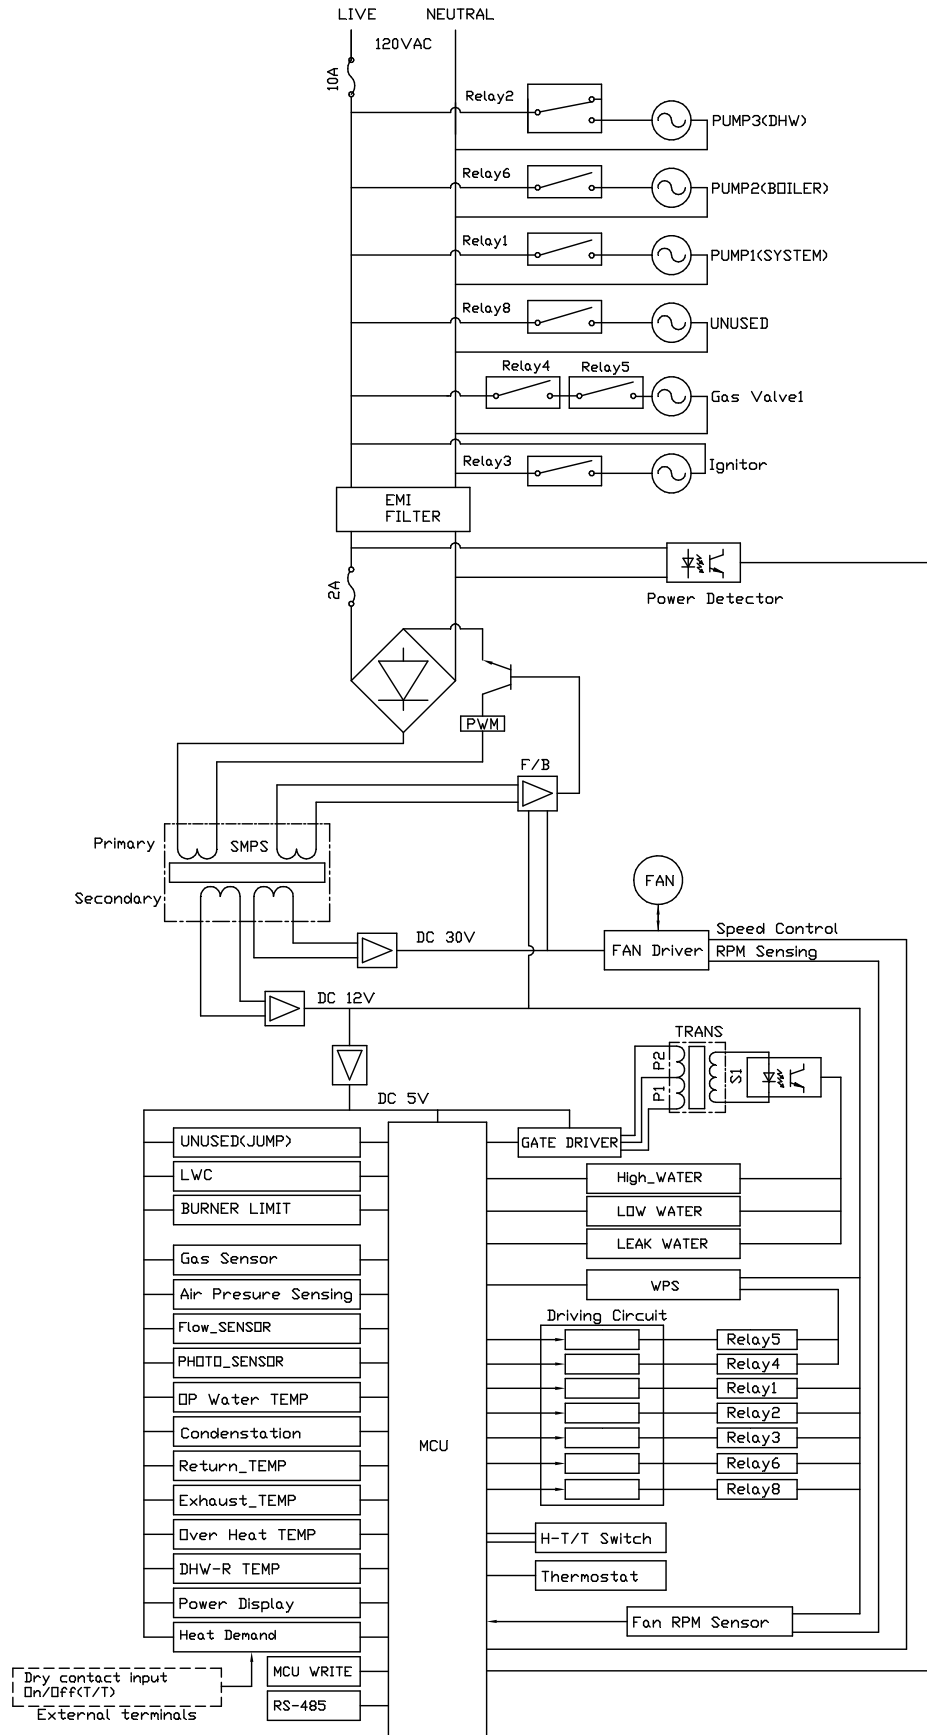 LIVE
NEUTRAL
120VAC
10A
Relay2
PUMP3(DHW)
Relay6
PUMP2(BOILER)
Relay1
PUMP1(SYSTEM)
Relay8
UNUSED
Relay4
Relay5
Gas Valve1
Relay3
Ignitor
EMI
FILTER
2A
Power Detector
PWM
F/B
Primary
SMPS
Secondary
FAN
DC 30V
FAN Driver
Speed Control
RPM Sensing
DC 12V
TRANS
P2
P1
S1
DC 5V
UNUSED(JUMP)
GATE DRIVER
LWC
High_WATER
BURNER LIMIT
LOW WATER
LEAK WATER
Gas Sensor
WPS
Air Presure Sensing
Driving Circuit
Flow_SENSOR
Relay5
PHOTO_SENSOR
Relay4
OP Water TEMP
Relay1
Relay2
Condenstation
MCU
Relay3
Return_TEMP
Relay6
Exhaust_TEMP
Relay8
Over Heat TEMP
H-T/T Switch
DHW-R TEMP
Thermostat
Power Display
Fan RPM Sensor
Heat Demand
Dry contact input
On/Off(T/T)
External terminals
MCU WRITE
RS-485